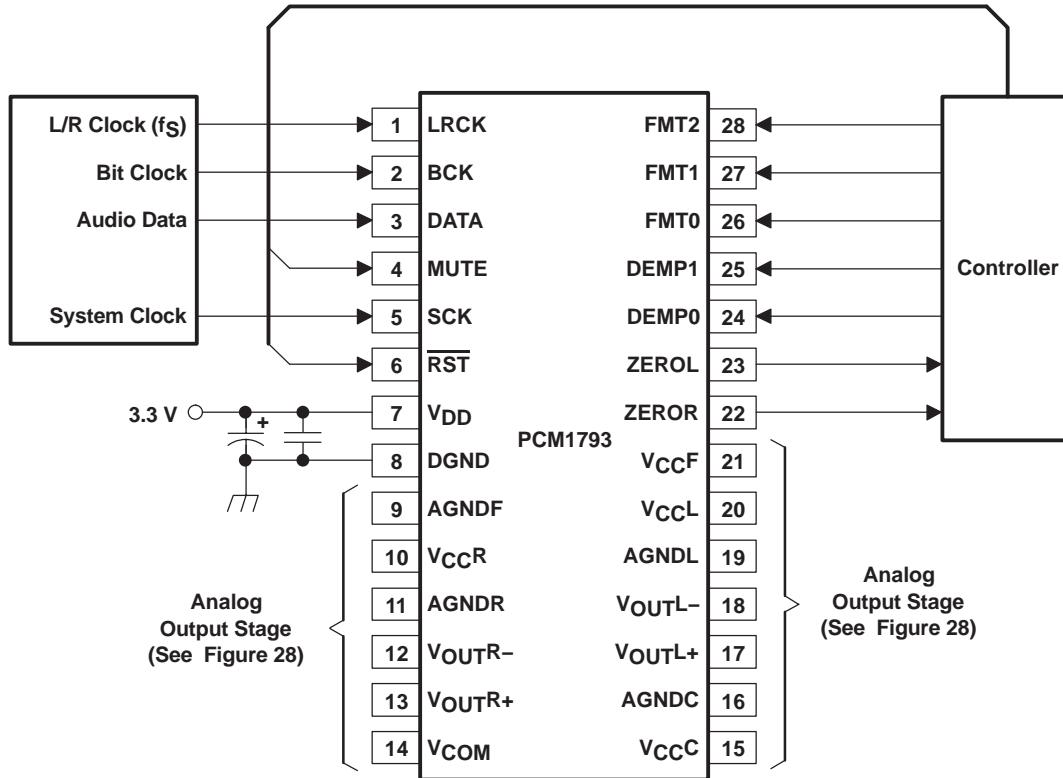 L/R Clock (fS)
Bit Clock
Audio Data
System Clock
3.3 V
+
1 LRCK
2 BCK
3 DATA
4 MUTE
5 SCK
6 RST
7 VDD
8 DGND
9 AGNDF
10 VCCR
11 AGNDR
12 VOUTR–
13 VOUTR+
14 VCOM
PCM1793
FMT2 28
FMT1 27
FMT0 26
DEMP1 25
DEMP0 24
ZEROL 23
ZEROR 22
VCCF 21
VCCL 20
AGNDL 19
VOUTL– 18
VOUTL+ 17
AGNDC 16
VCCC 15
Controller
Analog
Output Stage
(See Figure 28)
Analog
Output Stage
(See Figure 28)